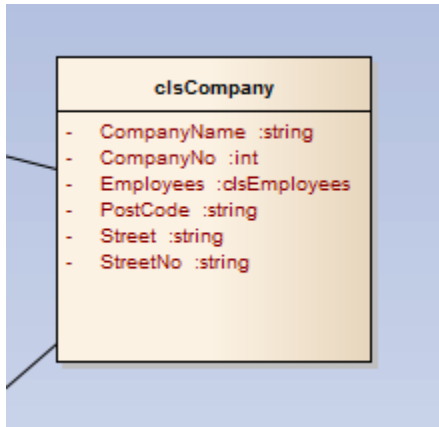 clsCompany
- CompanyName :string
- CompanyNo :int
- Employees :clsEmployees
- PostCode :string
- Street :string
- StreetNo :string